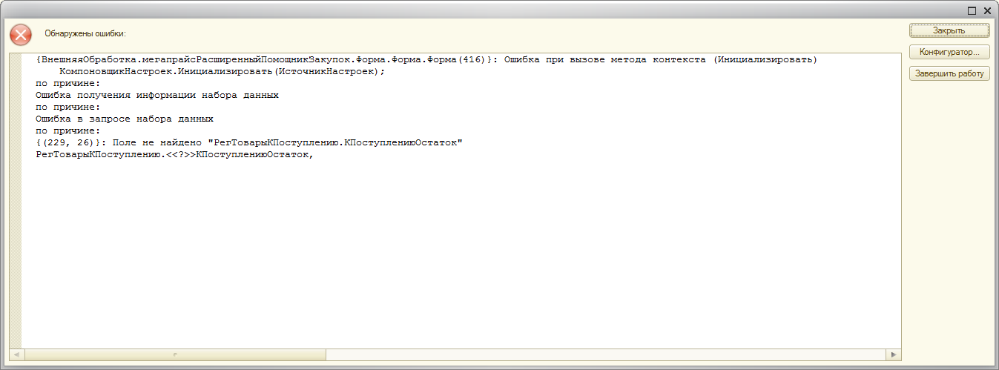 Обнаружены ошибки:
Закрыть
Конфигуратор...
Завершить работу
{ВнешняяОбработка.мегапрайсРасширенныйПомощникЗакупок.Форма.Форма.Форма(416)}: Ошибка при вызове метода контекста (Инициализировать)
КомпоновщикНастроек.Инициализировать(ИсточникНастроек);
по причине:
Ошибка получения информации набора данных
по причине:
Ошибка в запросе набора данных
по причине:
{(229, 26)}: Поле не найдено "РегТоварыКПоступлению.КПоступлениюОстаток"
РегТоварыКПоступлению.<<?>>КПоступлениюОстаток,